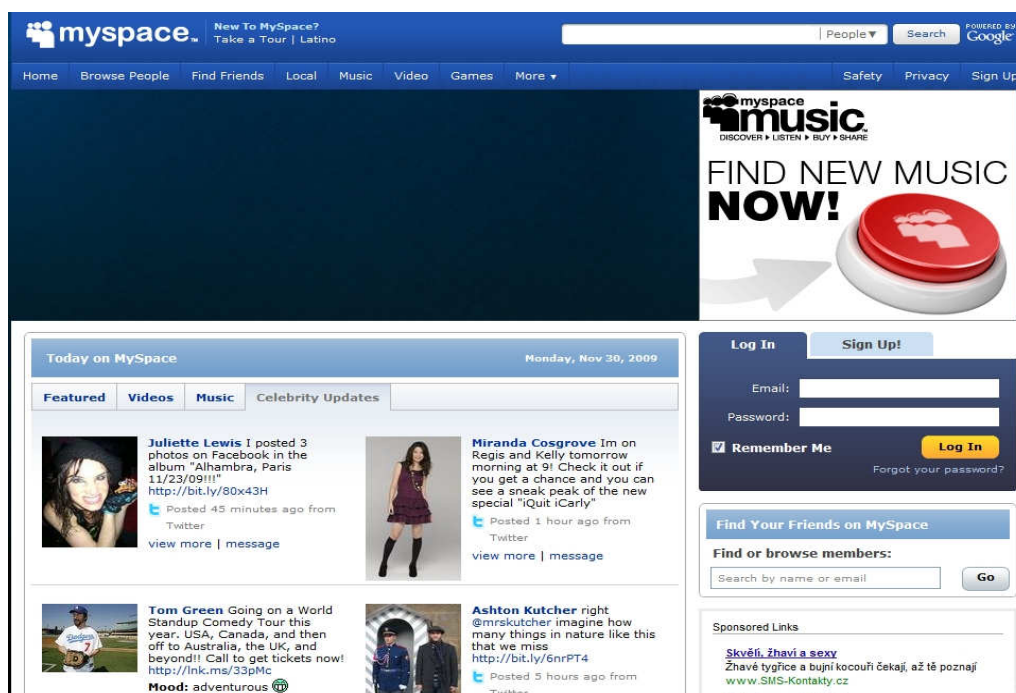 myspace™
New To MySpace?
Take a Tour | Latino
People▼
Search
POWERED BY
Google
Home Browse People Find Friends Local Music Video Games More ▾
Safety Privacy Sign Up
myspace
music
DISCOVER ▸ LISTEN ▸ BUY ▸ SHARE
FIND NEW MUSIC
NOW!
Today on MySpace
Monday, Nov 30, 2009
Featured Videos Music Celebrity Updates
Juliette Lewis I posted 3
photos on Facebook in the
album "Alhambra, Paris
11/23/09!!!"
http://bit.ly/80x43H
Posted 45 minutes ago from
Twitter
view more | message
Miranda Cosgrove Im on
Regis and Kelly tomorrow
morning at 9! Check it out if
you get a chance and you can
see a sneak peak of the new
special "iQuit iCarly"
Posted 1 hour ago from
Twitter
view more | message
Tom Green Going on a World
Standup Comedy Tour this
year. USA, Canada, and then
off to Australia, the UK, and
beyond!! Call to get tickets now!
http://lnk.ms/33pMc
Mood: adventurous
Dodgers
7
Ashton Kutcher right
@mrskutcher imagine how
many things in nature like this
that we miss
http://bit.ly/6nrPT4
Posted 5 hours ago from
Twitter
Log In Sign Up!
Email:
Password:
Remember Me
Log In
Forgot your password?
Find Your Friends on MySpace
Find or browse members:
Search by name or email
Go
Sponsored Links
Skvělí, žhaví a sexy
Žhavé tygřice a bujní kocouři čekají, až tě poznají
www.SMS-Kontakty.cz